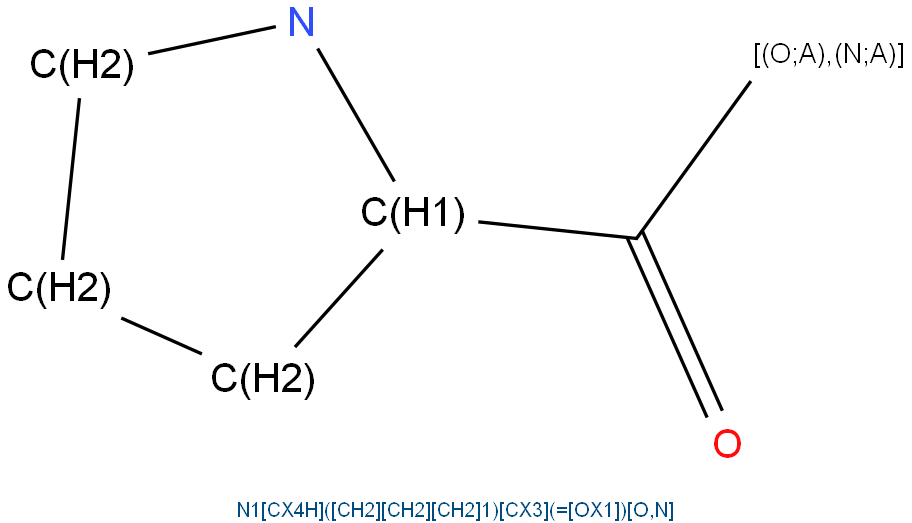 N
C(H2)
[(O;A),(N;A)]
C(H1)
C(H2)
C(H2)
O
N1[CX4H]([CH2][CH2][CH2]1)[CX3](=[OX1])[O,N]